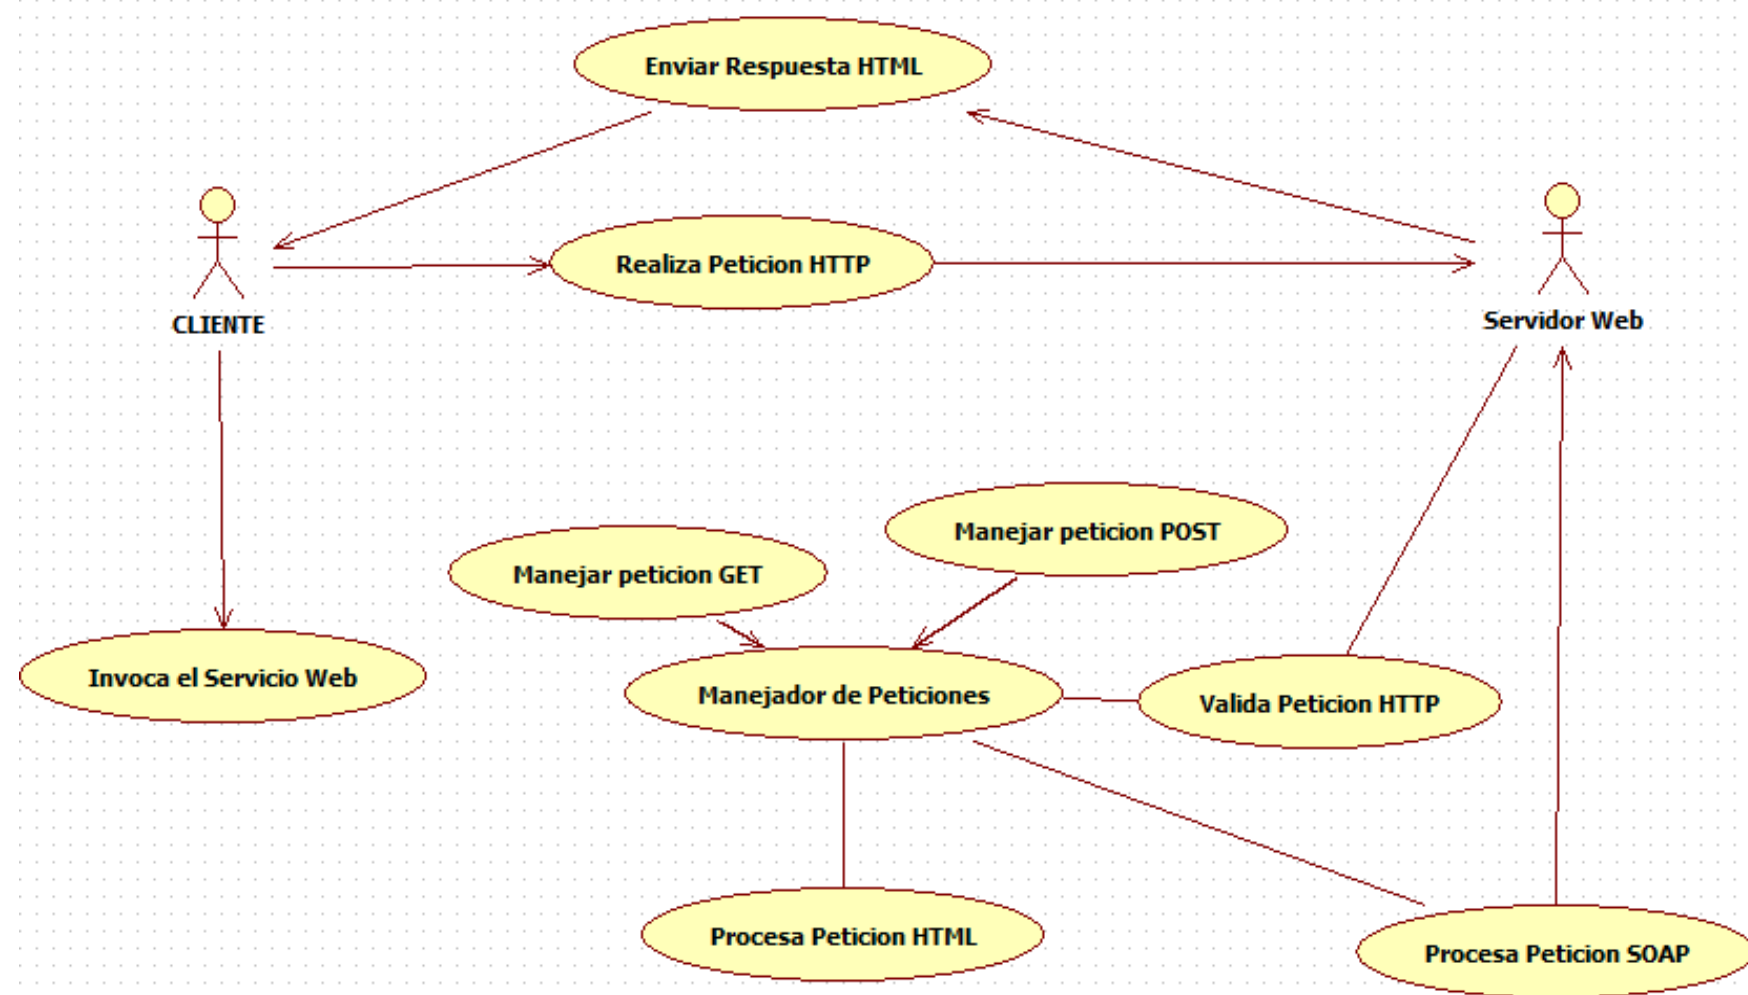 Enviar Respuesta HTML
Realiza Peticion HTTP
CLIENTE
Servidor Web
Manejar peticion POST
Manejar peticion GET
Invoca el Servicio Web
Manejador de Peticiones
Valida Peticion HTTP
Procesa Peticion HTML
Procesa Peticion SOAP